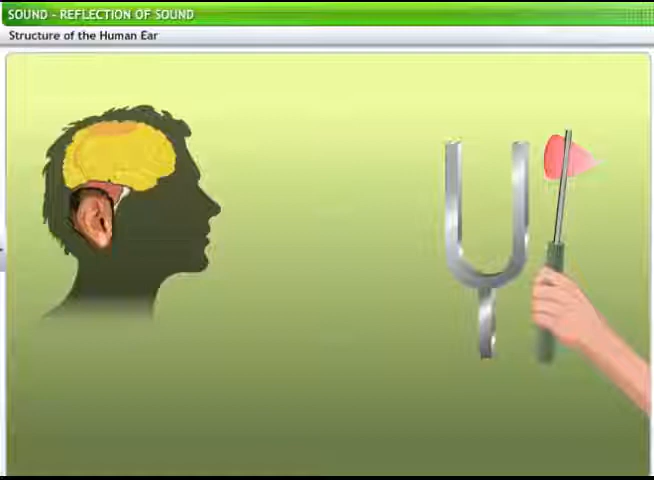 SOUND - REFLECTION OF SOUND
Structure of the Human Ear